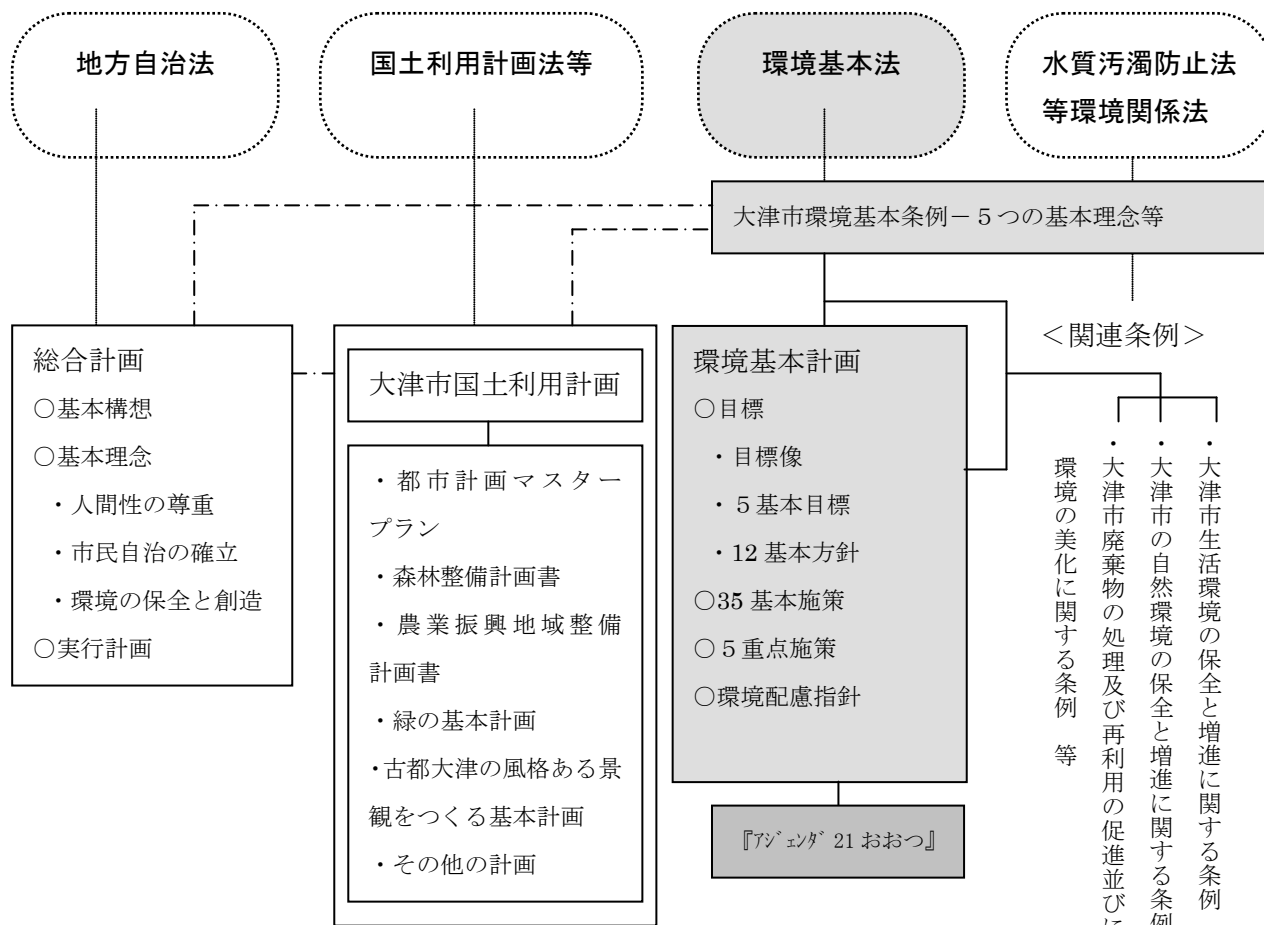 地方自治法
国土利用計画法等
環境基本法
水質汚濁防止法
等環境関係法
大津市環境基本条例－５つの基本理念等
総合計画
○基本構想
○基本理念
・人間性の尊重
・市民自治の確立
・環境の保全と創造
○実行計画
大津市国土利用計画
・都市計画マスター
プラン
・森林整備計画書
・農業振興地域整備
計画書
・緑の基本計画
・古都大津の風格ある景
観をつくる基本計画
・その他の計画
環境基本計画
○目標
・目標像
・５基本目標
・12 基本方針
○35 基本施策
○５重点施策
○環境配慮指針
『ｱｼﾞｪﾝﾀﾞ 21 おおつ』
＜関連条例＞
・大津市生活環境の保全と増進に関する条例
・大津市の自然環境の保全と増進に関する条例
・大津市廃棄物の処理及び再利用の促進並びに
環境の美化に関する条例　等